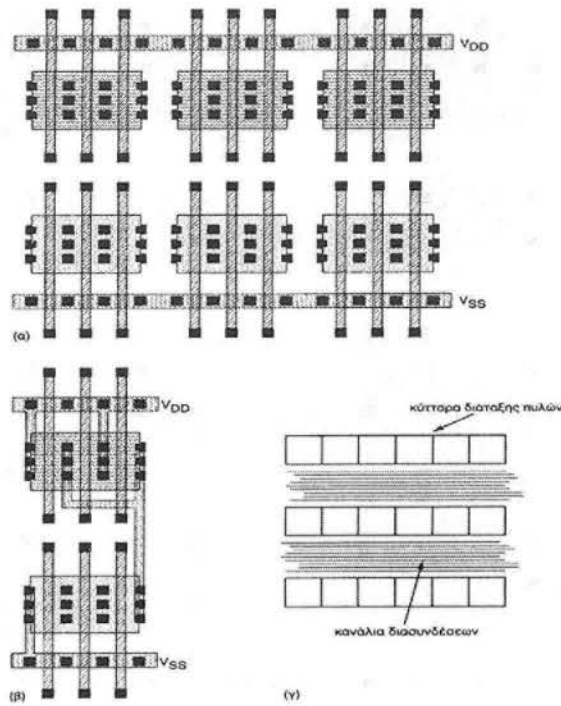 VDD
VSS
(α)
VDD
κύτταρα διάταξης πυλών
κανάλια διασυνδέσεων
VSS
(β)
(γ)